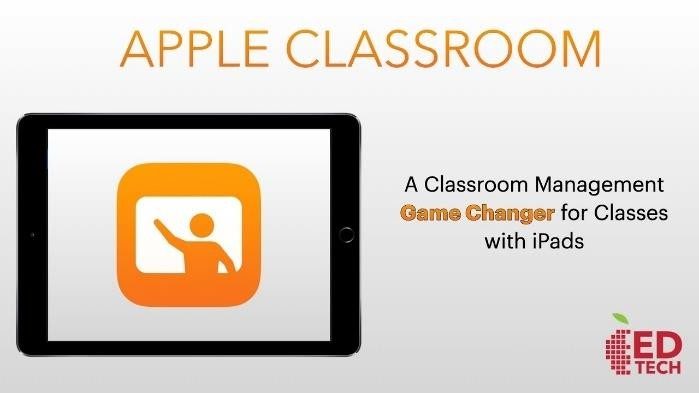 APPLE CLASSROOM
A Classroom Management
Game Changer for Classes
with iPads
ED
TECH